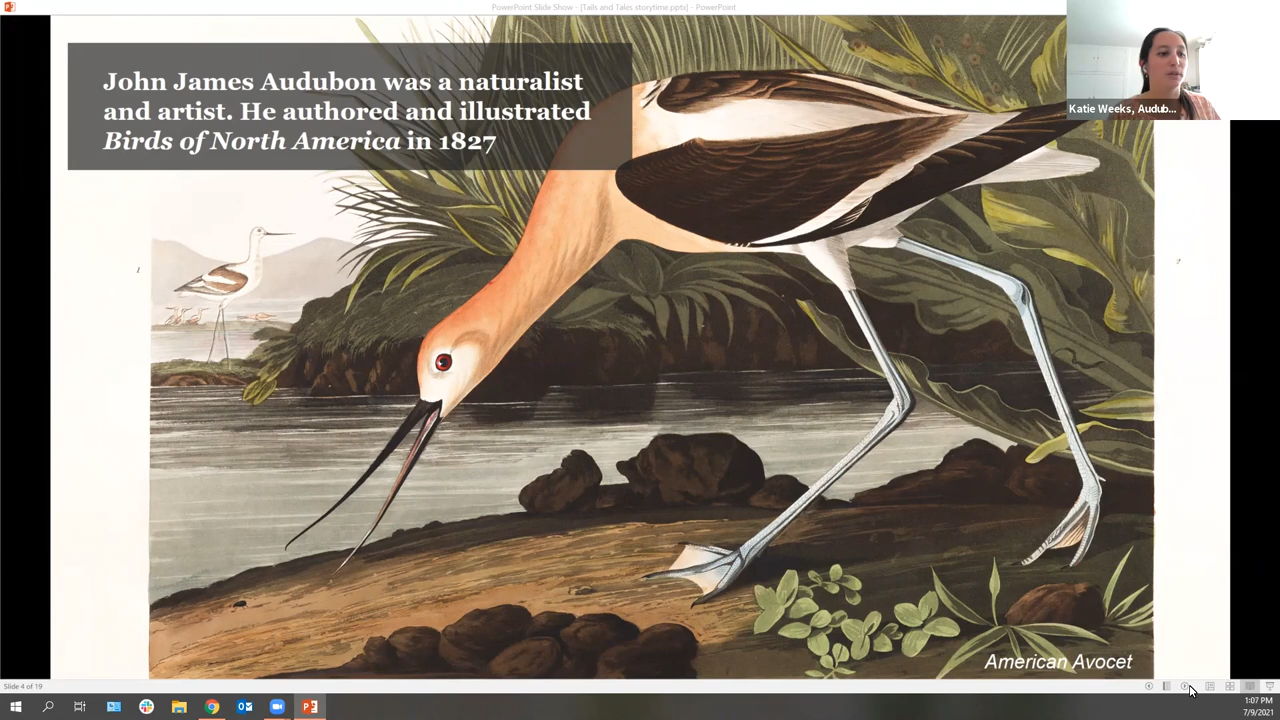 PowerPoint Slide Show - [Tails and Tales storytime.pptx] - PowerPoint
John James Audubon was a naturalist
and artist. He authored and illustrated
Birds of North America in 1827
Katie Weeks, Audub...
American Avocet
Slide 4 of 19
1:07 PM
7/9/2021